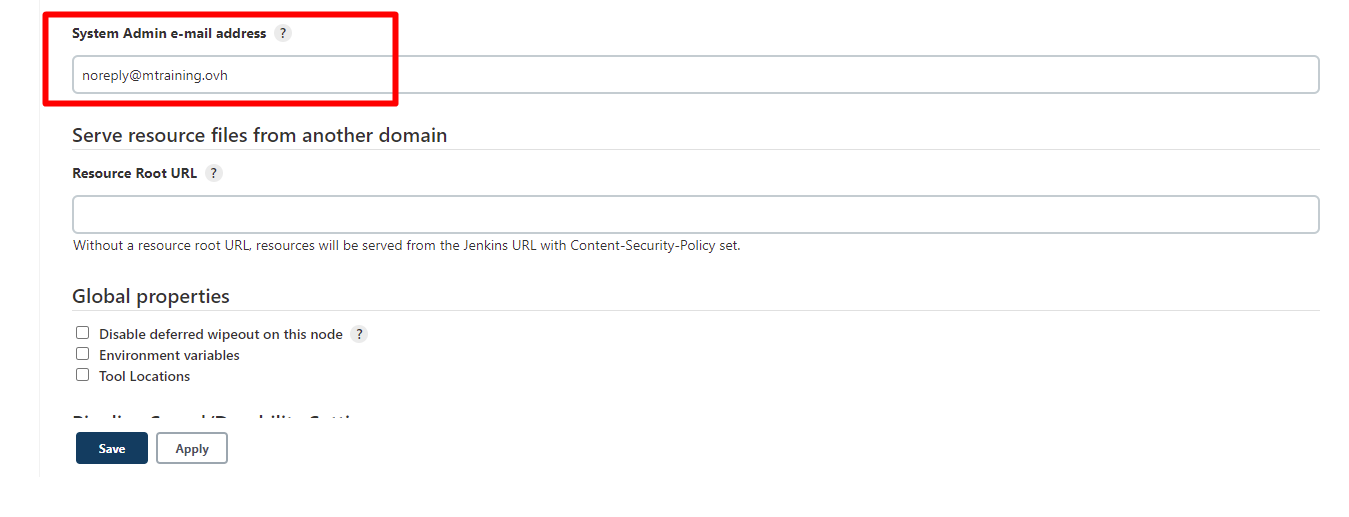 System Admin e-mail address ?
noreply@mtraining.ovh
Serve resource files from another domain
Resource Root URL ?
Without a resource root URL, resources will be served from the Jenkins URL with Content-Security-Policy set.
Global properties
Disable deferred wipeout on this node ?
Environment variables
Tool Locations
Save Apply